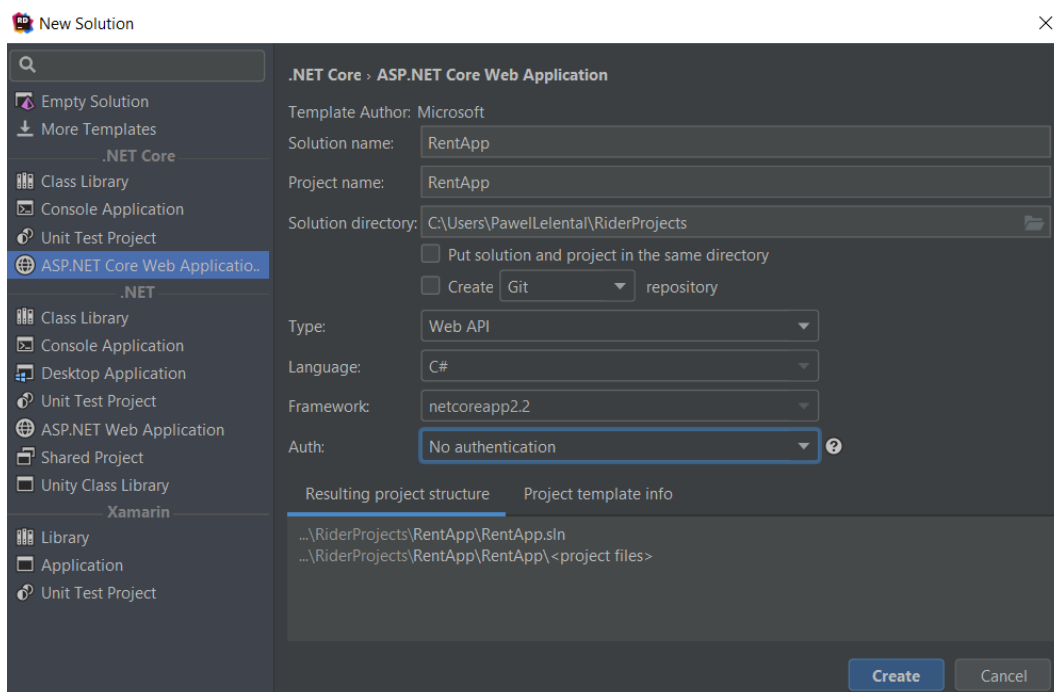 RD
New Solution
Empty Solution
More Templates
.NET Core
Class Library
Console Application
Unit Test Project
ASP.NET Core Web Applicatio..
.NET
Class Library
Console Application
Desktop Application
Unit Test Project
ASP.NET Web Application
Shared Project
Unity Class Library
Xamarin
Library
Application
Unit Test Project
.NET Core › ASP.NET Core Web Application
Template Author: Microsoft
Solution name: RentApp
Project name: RentApp
Solution directory: C:\Users\PawelLelental\RiderProjects
Put solution and project in the same directory
Create Git repository
Type: Web API
Language: C#
Framework: netcoreapp2.2
Auth: No authentication ?
Resulting project structure Project template info
...\RiderProjects\RentApp\RentApp.sln
...\RiderProjects\RentApp\RentApp\<project files>
Create Cancel